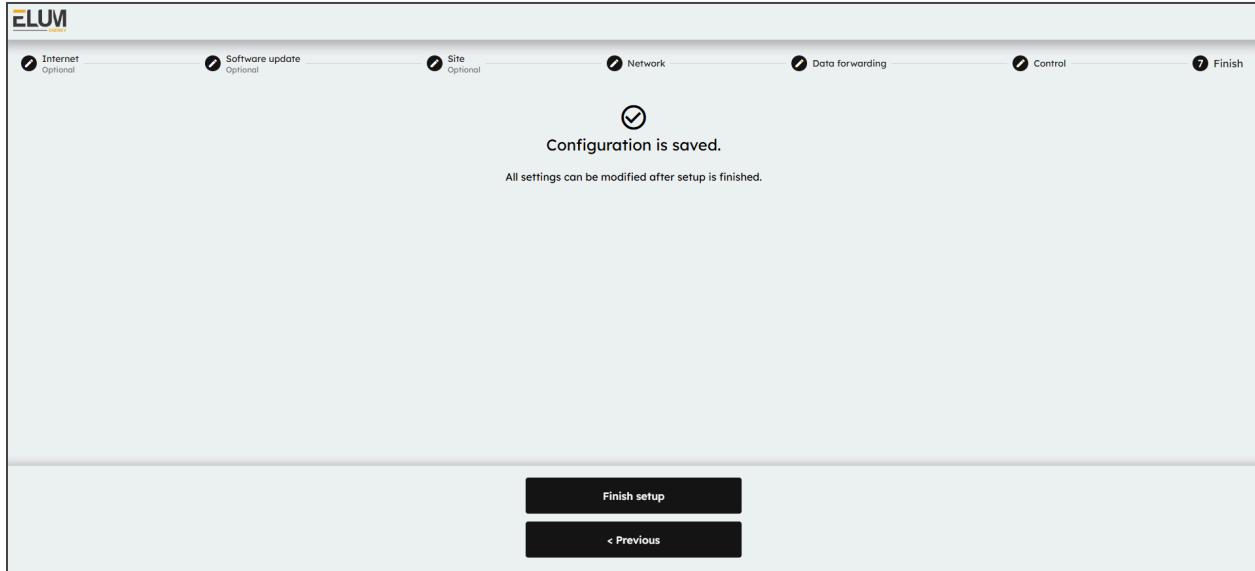 ELUM
ENERGY
Internet
Optional
Software update
Optional
Site
Optional
Network
Data forwarding
Control
7 Finish
Configuration is saved.
All settings can be modified after setup is finished.
Finish setup
< Previous